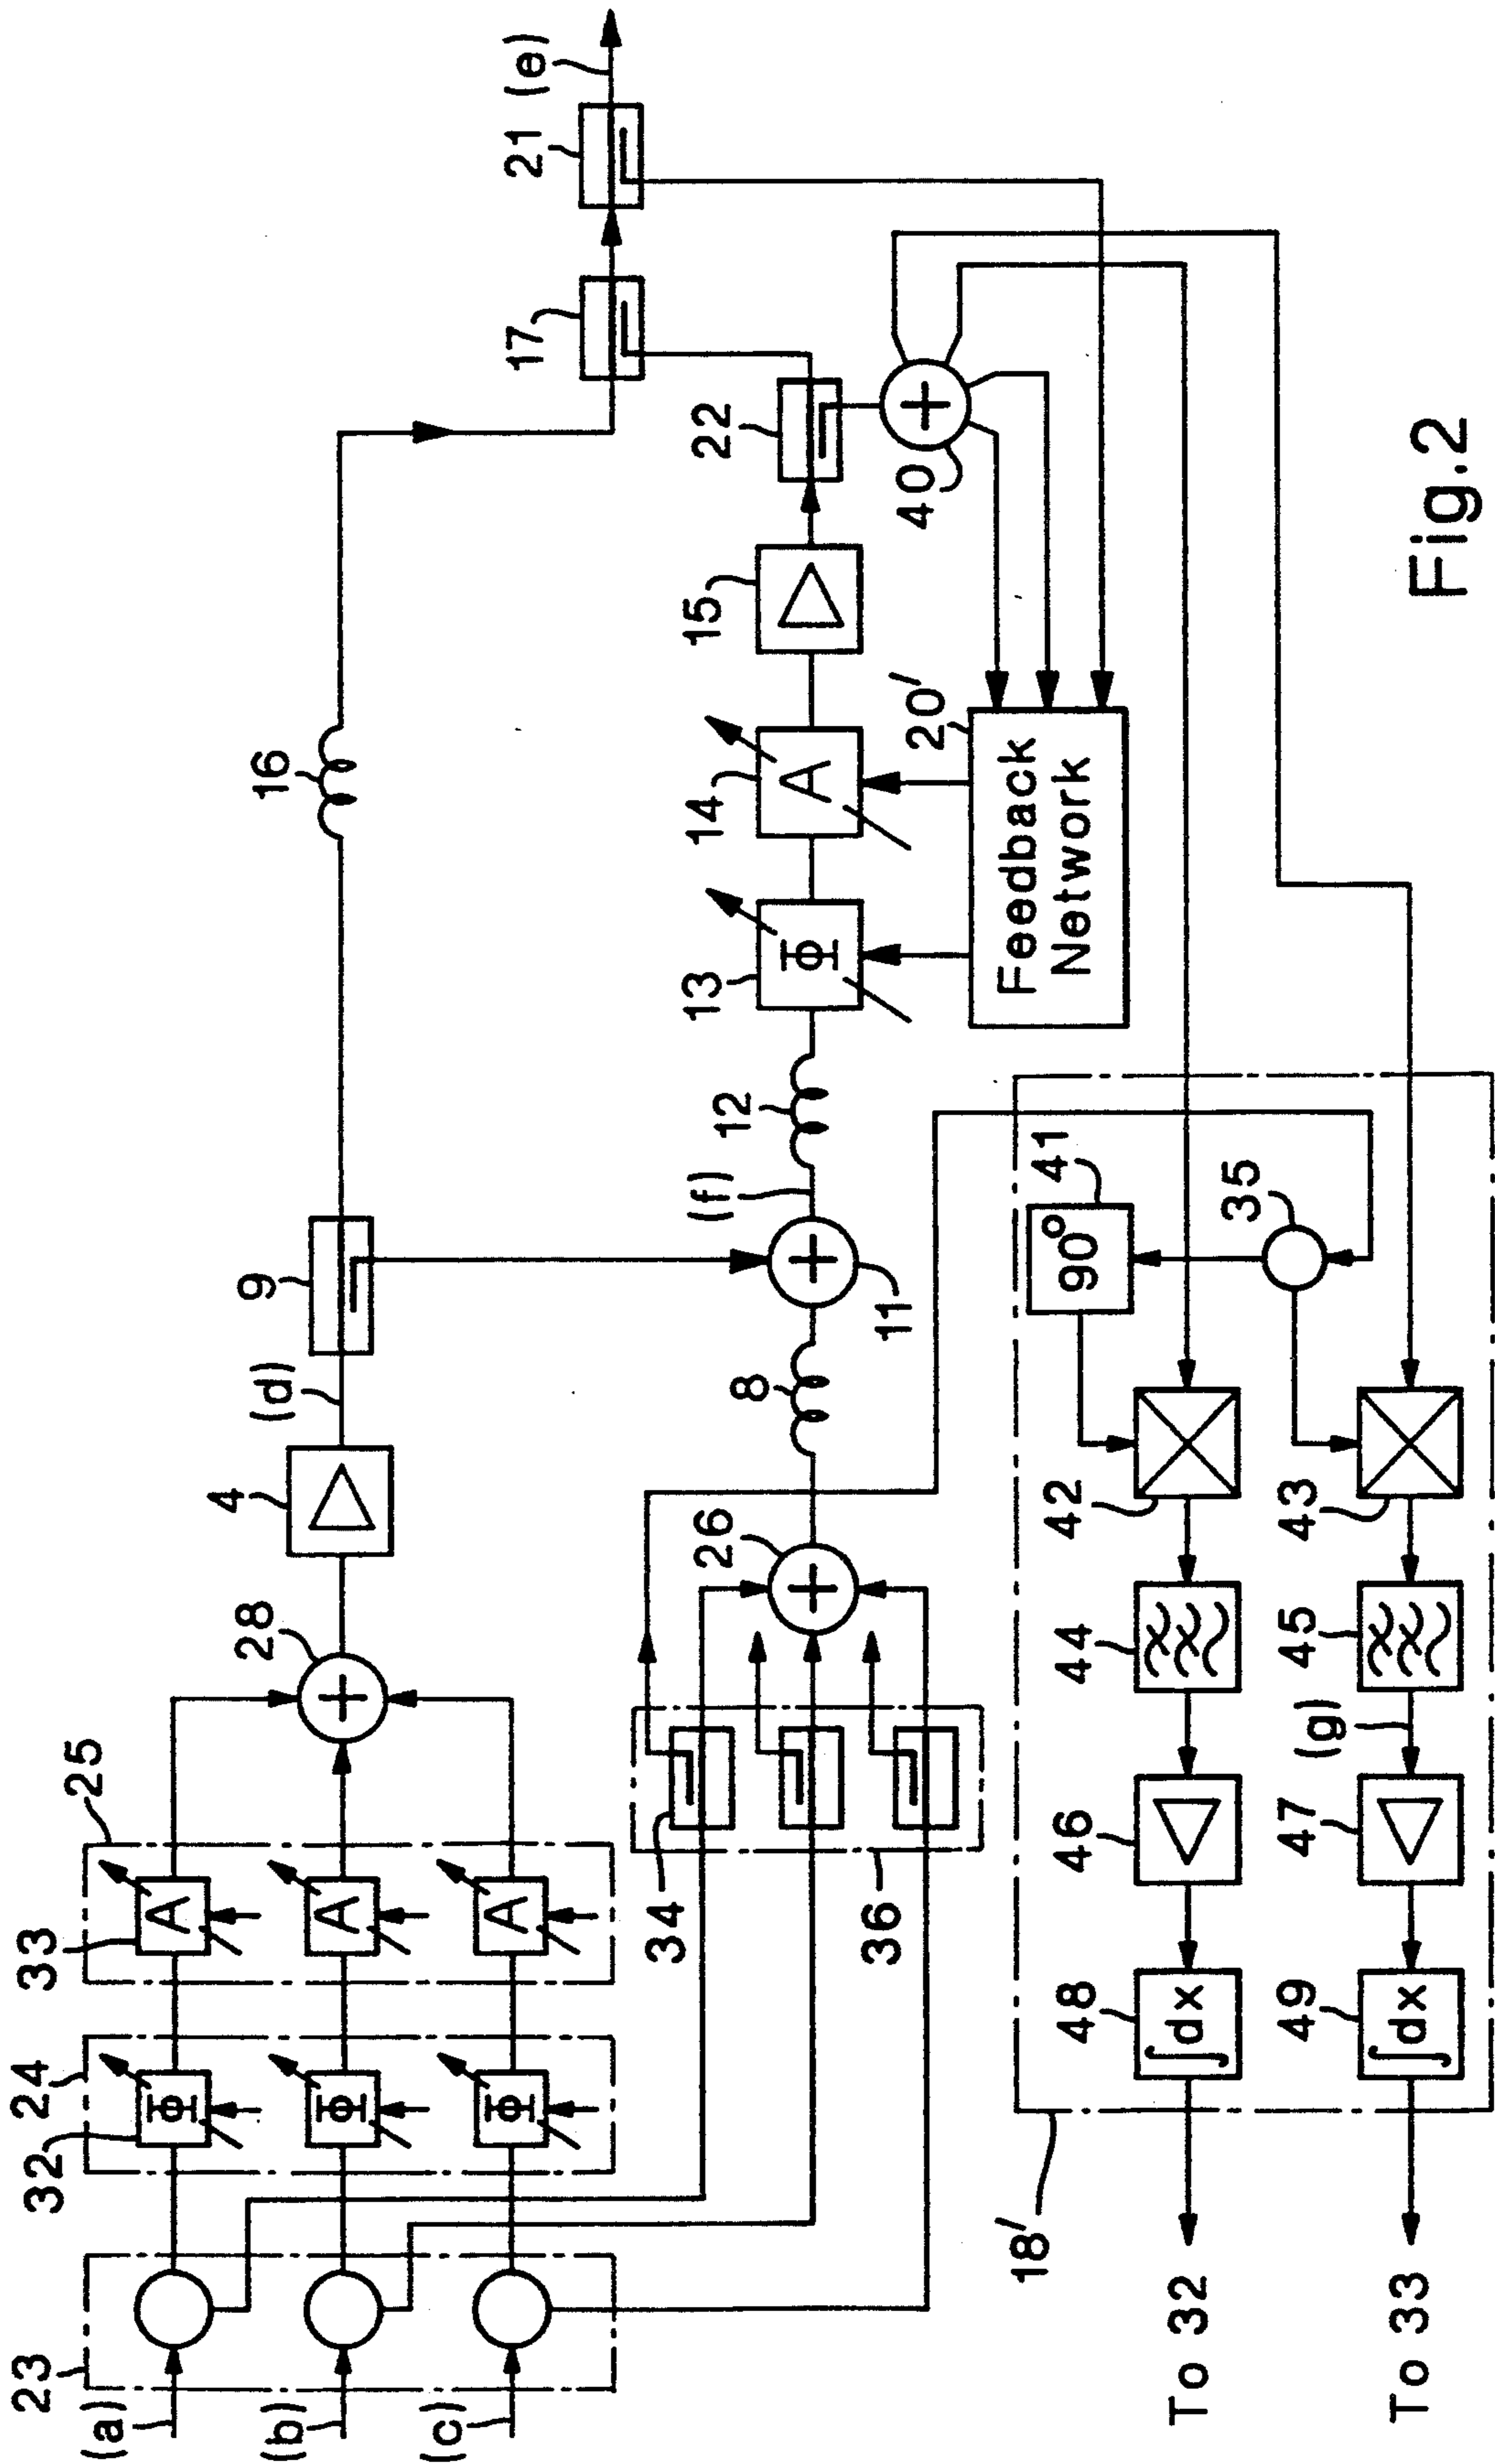 23
(a)
(b)
(c)
32
24
Φ
Φ
Φ
33
25
A
A
A
28
4
(d)
9
16
17
21
(e)
34
36
26
8
11
(f)
12
13
Φ
14
A
15
22
40
20'
Feedback
Network
18'
41
90°
35
42
43
44
45
(g)
46
47
48
∫dx
49
∫dx
To 32
To 33
Fig.2